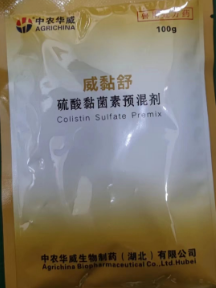 中农华威
AGRICHINA
100g
威黏舒
硫酸黏菌素预混剂
Colistin Sulfate Premix
中农华威生物制药（湖北）有限公司
Agrichina Biopharmaceutical Co.,Ltd.Hubei